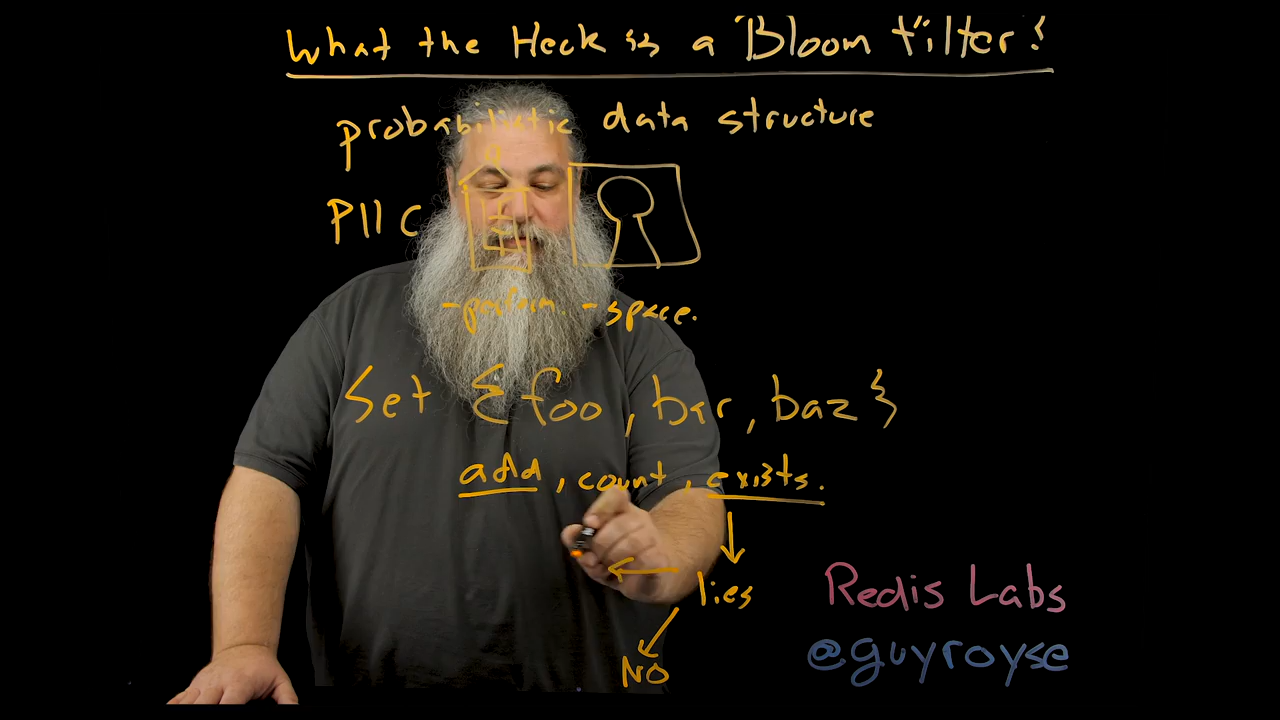 What the Heck is a Bloom Filter?
probabilistic data structure
PII C
- perform. - space.
Set {foo, bar, baz}
add, count, exists.
lies
NO
Redis Labs
@guyroyse